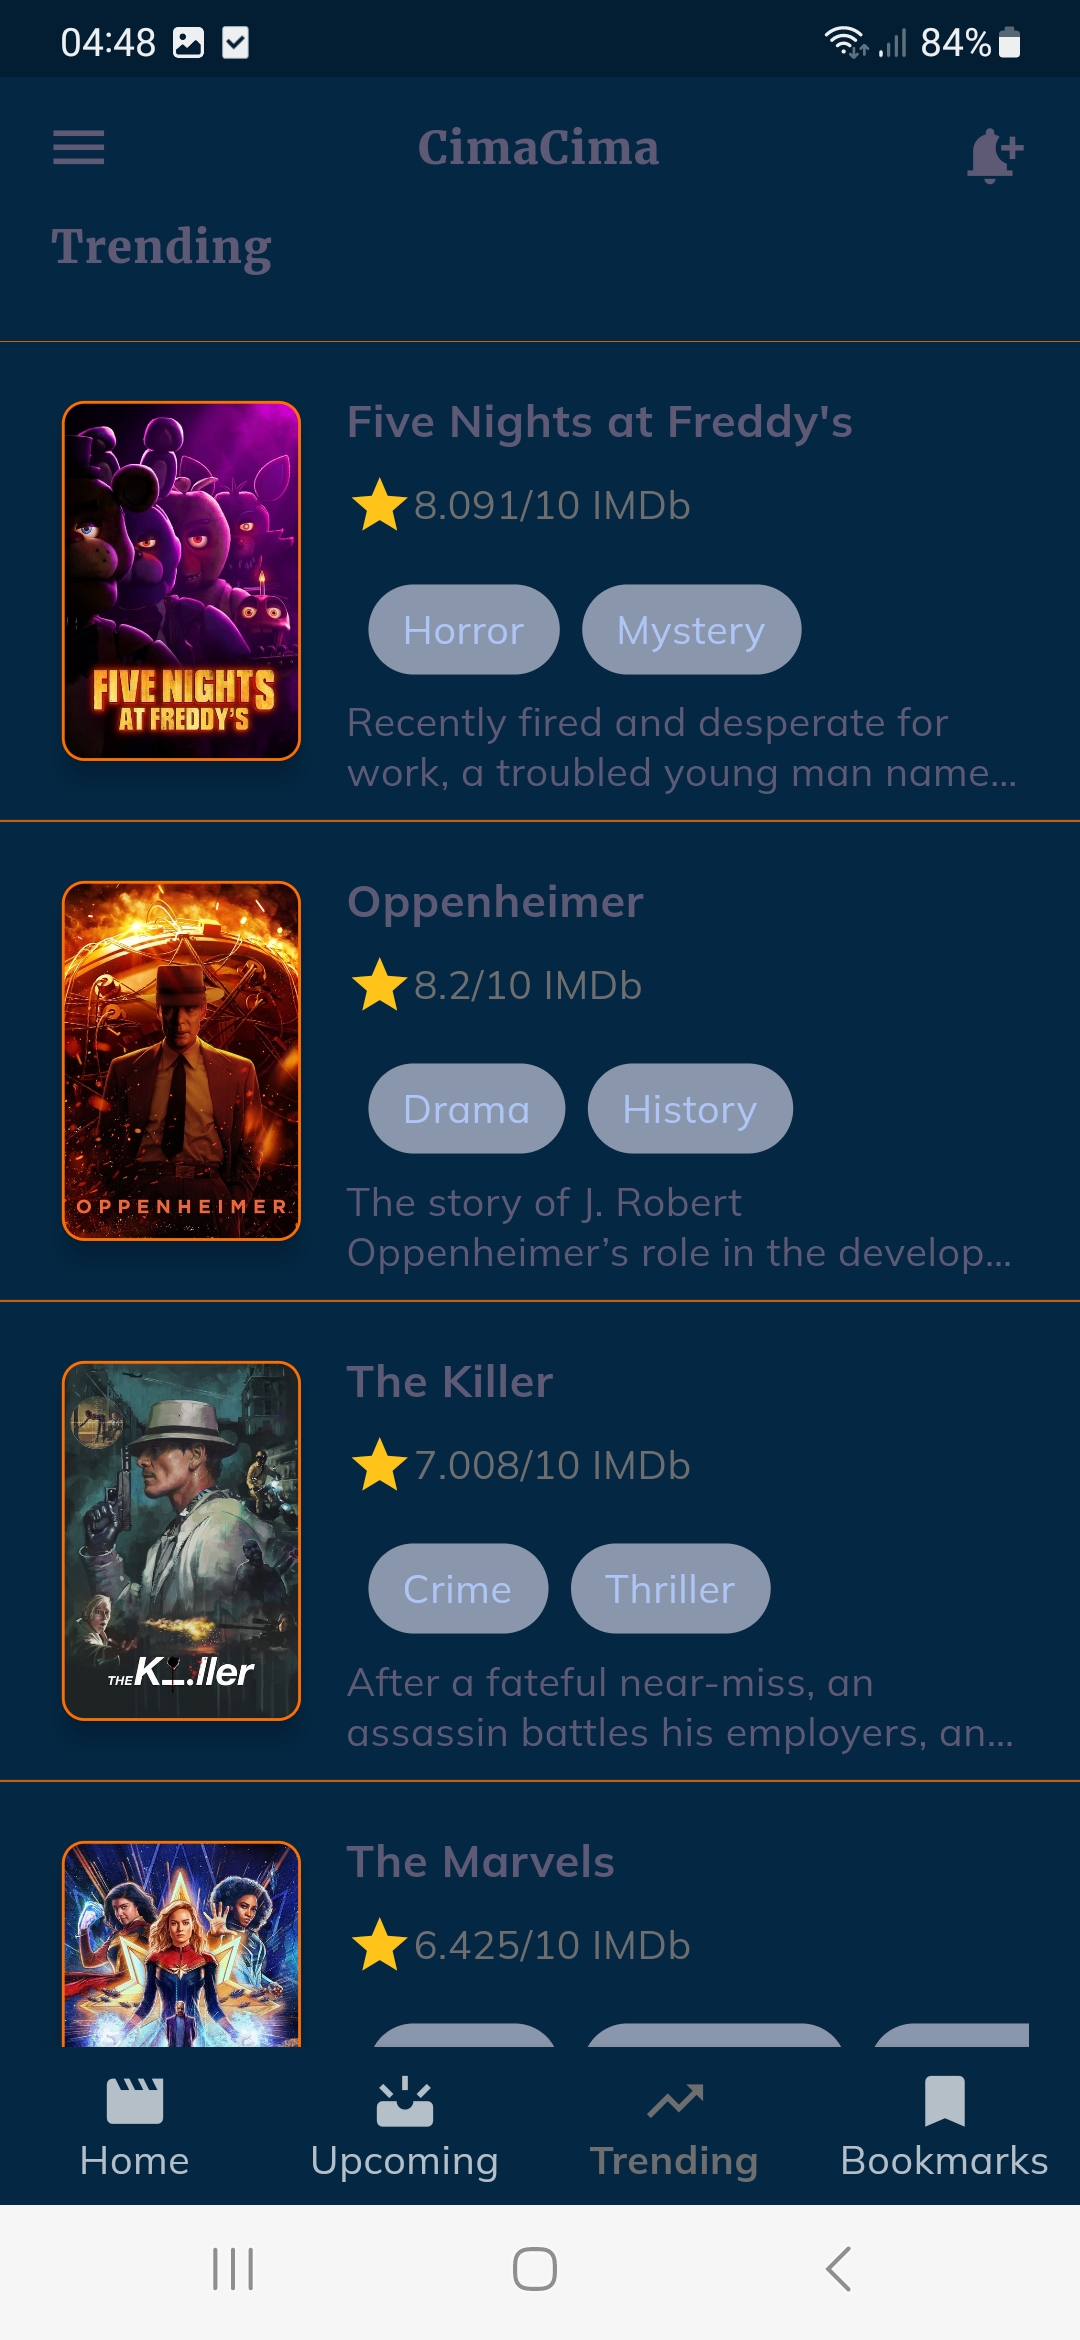 04:48
84%
CimaCima
Trending
Five Nights at Freddy's
8.091/10 IMDb
Horror
Mystery
Recently fired and desperate for
work, a troubled young man name...
FIVE NIGHTS
AT FREDDY'S
Oppenheimer
8.2/10 IMDb
Drama
History
The story of J. Robert
Oppenheimer’s role in the develop...
OPPENHEIMER
The Killer
7.008/10 IMDb
Crime
Thriller
After a fateful near-miss, an
assassin battles his employers, an...
THE Killer
The Marvels
6.425/10 IMDb
Home
Upcoming
Trending
Bookmarks